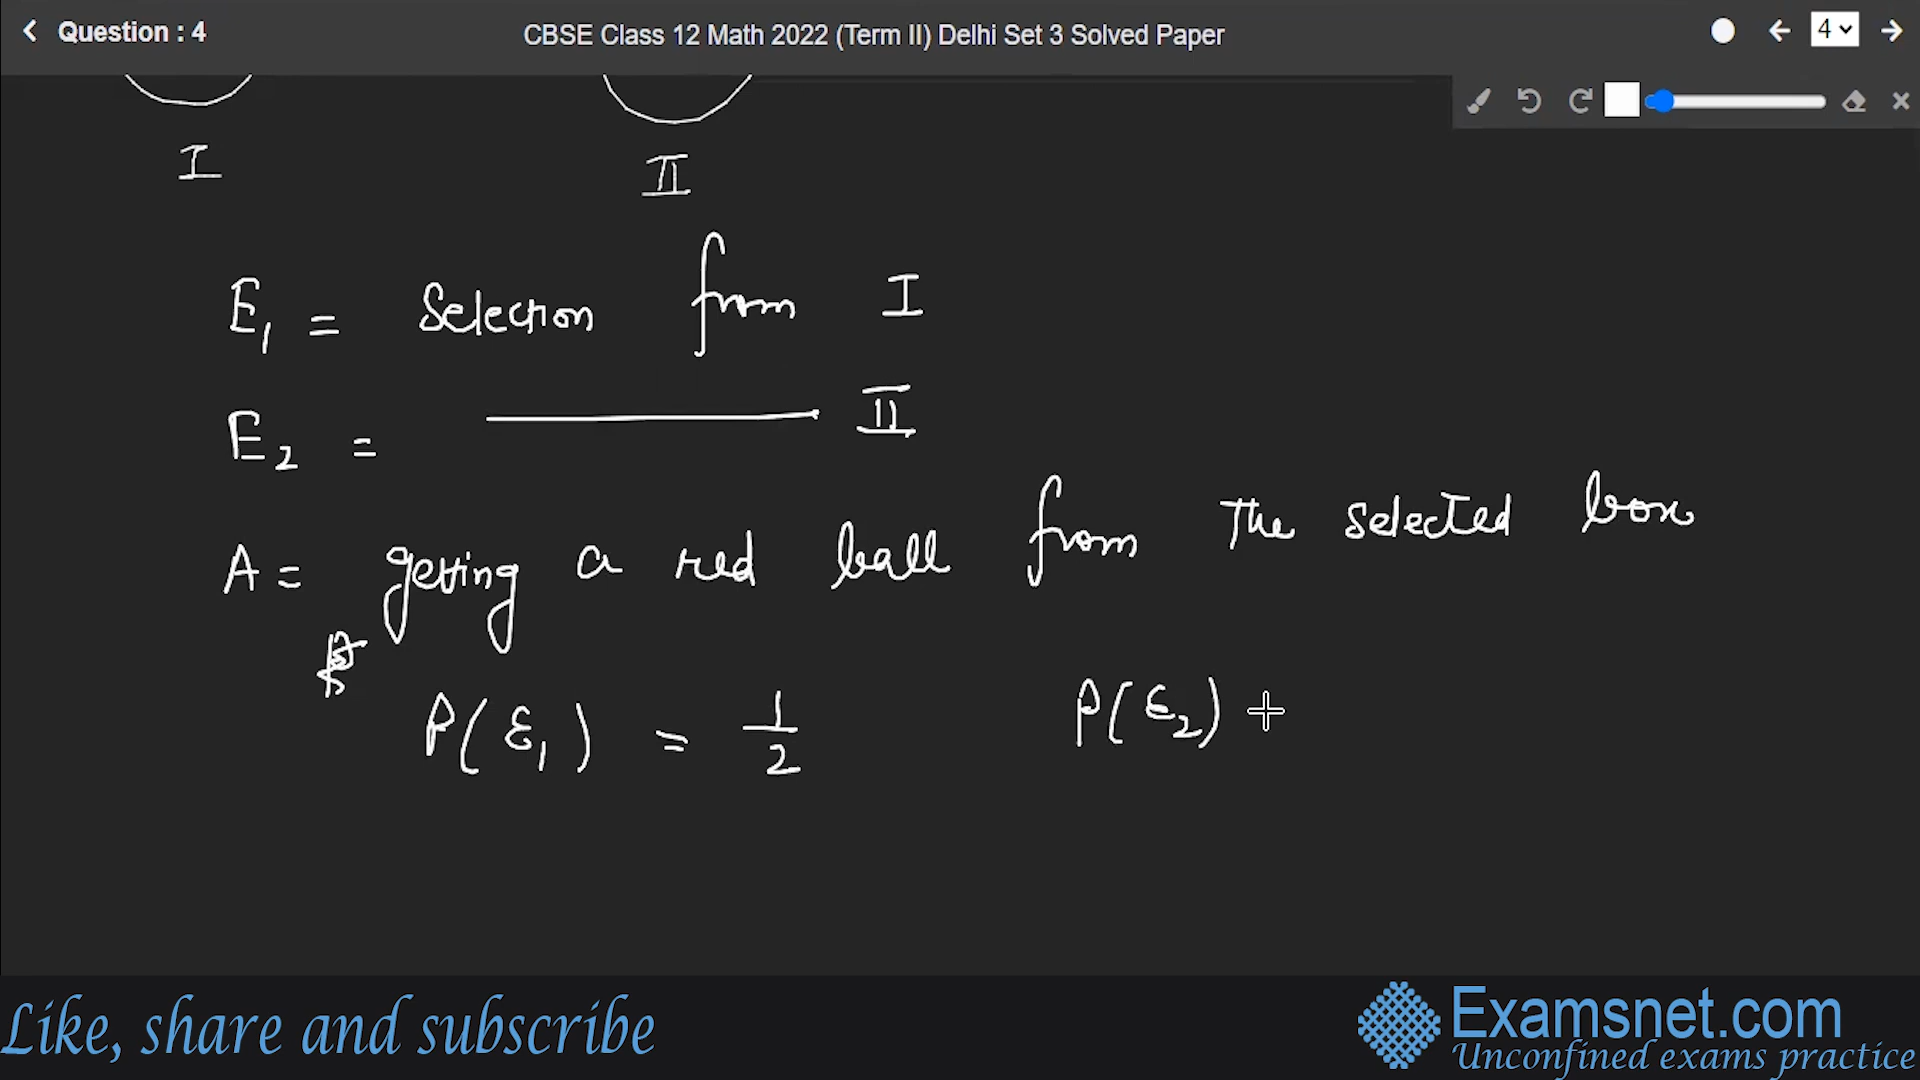 Question : 4
CBSE Class 12 Math 2022 (Term II) Delhi Set 3 Solved Paper
4
I
II
E1 = Selection from I
E2 = ———— II
A = getting a red ball from The selected box
P(E1) = 1/2
P(E2)
Like, share and subscribe
Examsnet.com
Unconfined exams practice